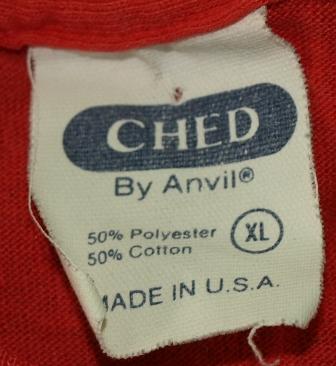 CHED
By Anvil®
50% Polyester
50% Cotton
XL
MADE IN U.S.A.